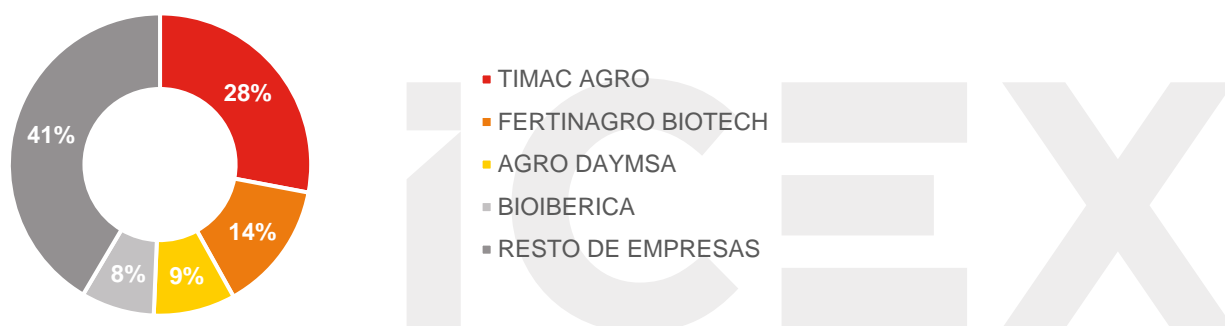 28%
41%
14%
9%
8%
TIMAC AGRO
FERTINAGRO BIOTECH
AGRO DAYMSA
BIOIBERICA
RESTO DE EMPRESAS
iCEX